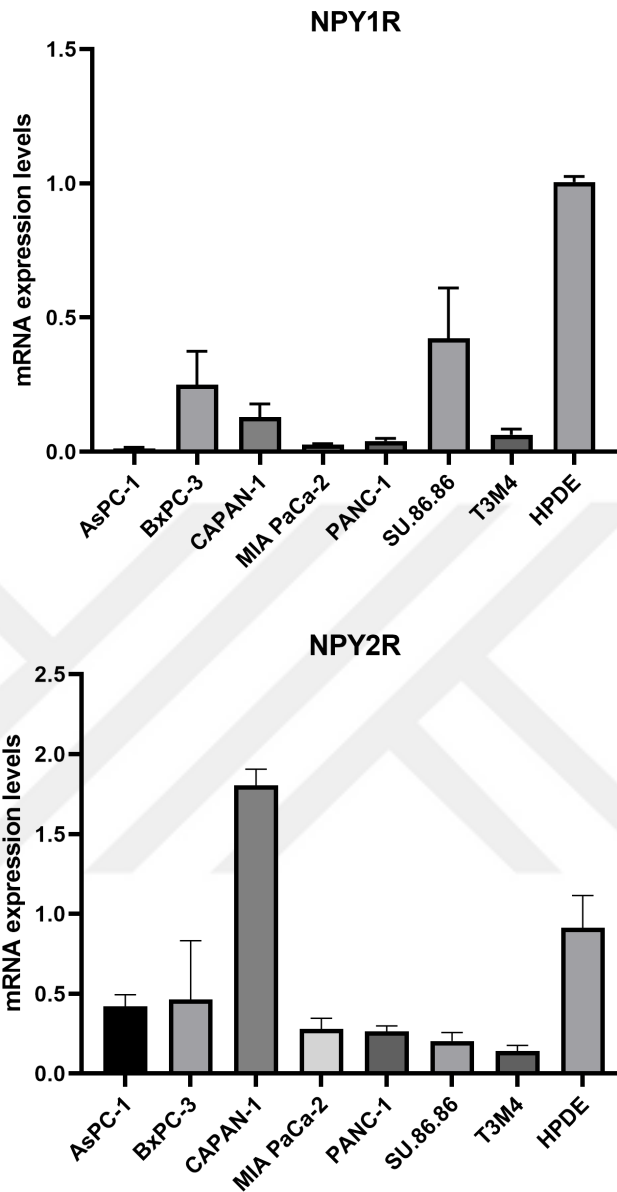 NPY1R
mRNA expression levels
1.5
1.0
0.5
0.0
AsPC-1
BxPC-3
CAPAN-1
MIA PaCa-2
PANC-1
SU.86.86
T3M4
HPDE
NPY2R
mRNA expression levels
2.5
2.0
1.5
1.0
0.5
0.0
AsPC-1
BxPC-3
CAPAN-1
MIA PaCa-2
PANC-1
SU.86.86
T3M4
HPDE